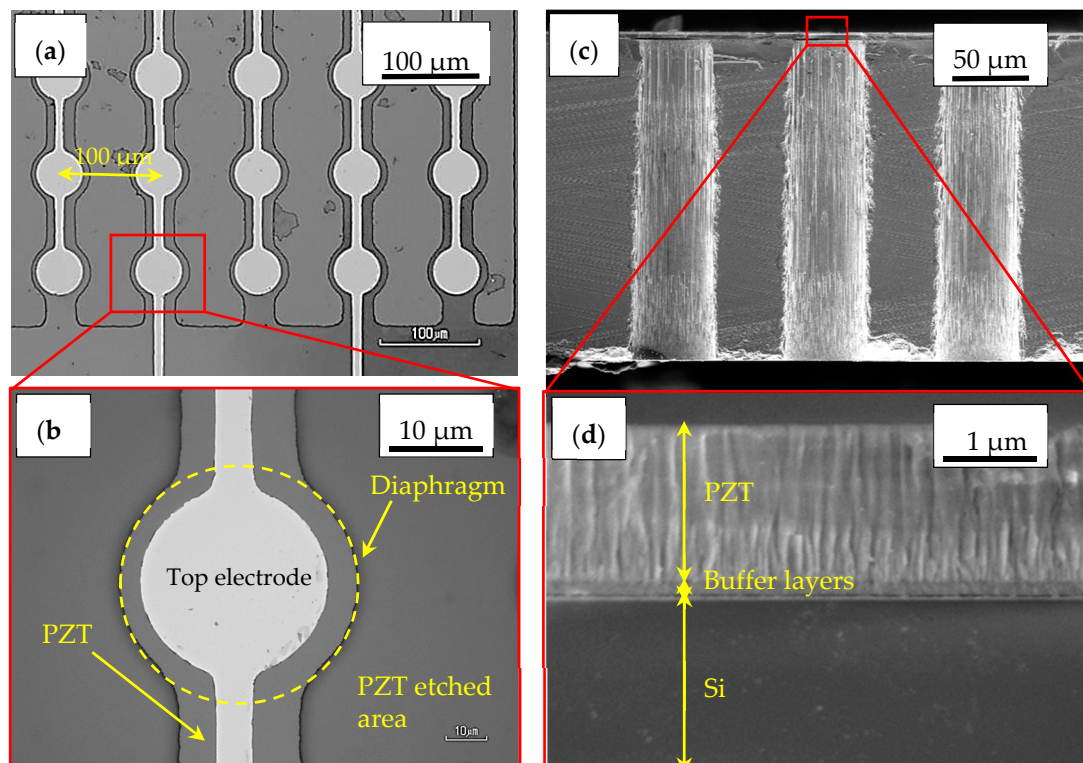 (a)
100 µm
100 µm
100µm
(b)
10 µm
Diaphragm
Top electrode
PZT
PZT etched
area
10µm
(c)
50 µm
(d)
1 µm
PZT
Buffer layers
Si